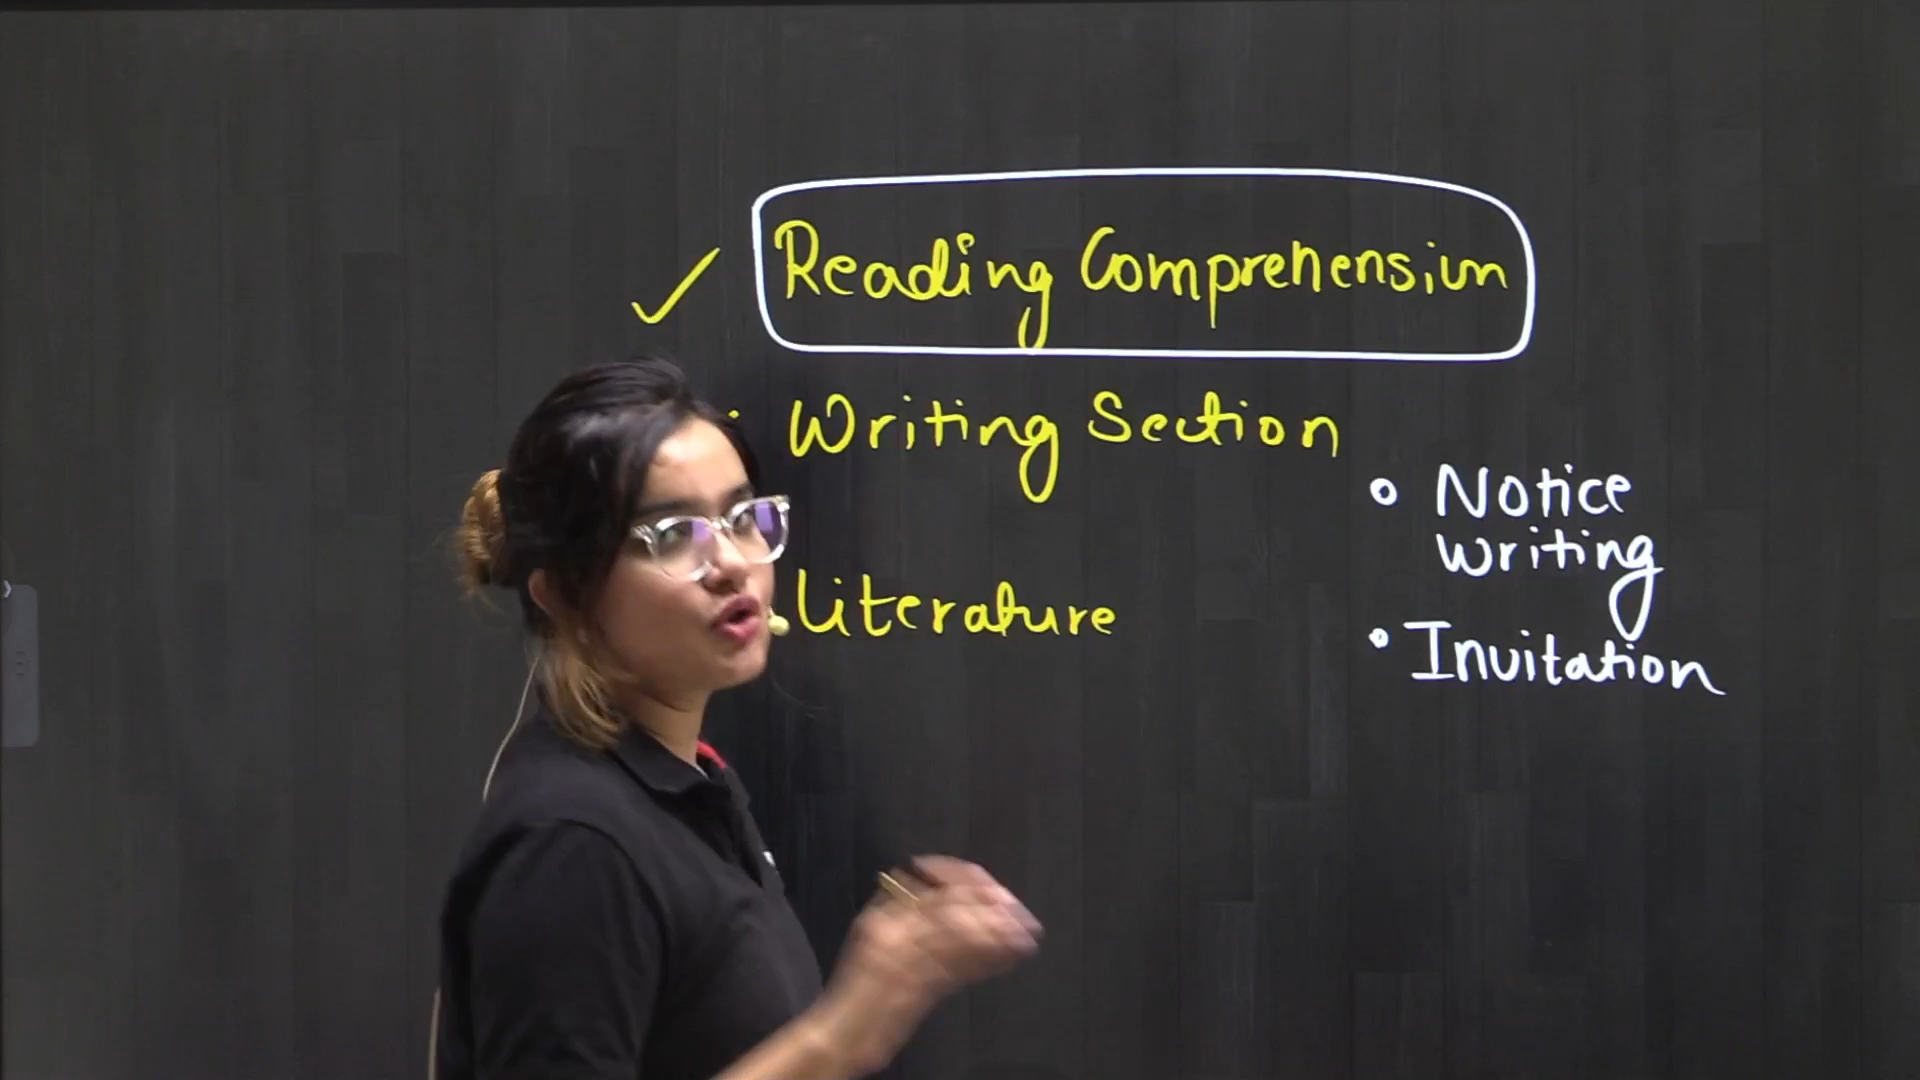 Reading Comprehension
Writing Section
Notice
writing
Literature
Invitation